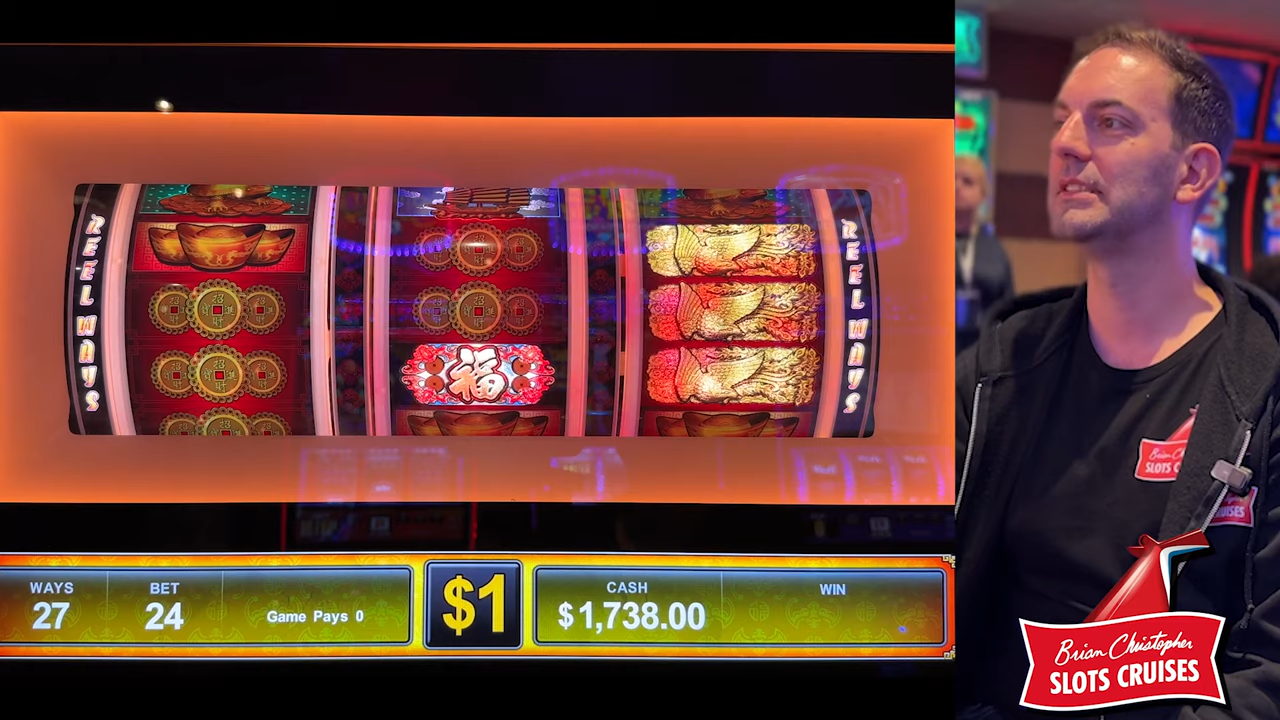 REEL WAYS
REEL WAYS
福
WAYS
27
BET
24
Game Pays 0
$1
CASH
$1,738.00
WIN
SLOTS
Brian Christopher
SLOTS CRUISES